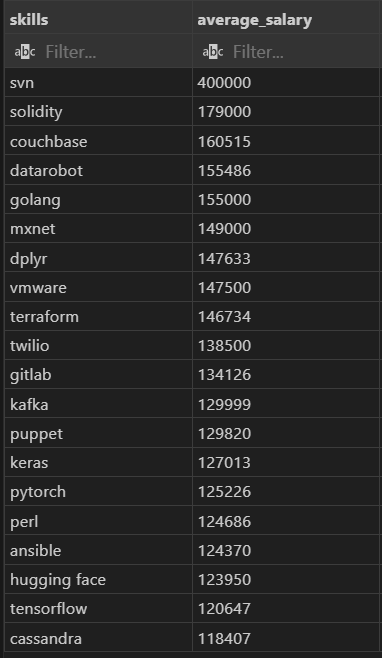 skills average_salary
abc Filter... abc Filter...
svn 400000
solidity 179000
couchbase 160515
datarobot 155486
golang 155000
mxnet 149000
dplyr 147633
vmware 147500
terraform 146734
twilio 138500
gitlab 134126
kafka 129999
puppet 129820
keras 127013
pytorch 125226
perl 124686
ansible 124370
hugging face 123950
tensorflow 120647
cassandra 118407